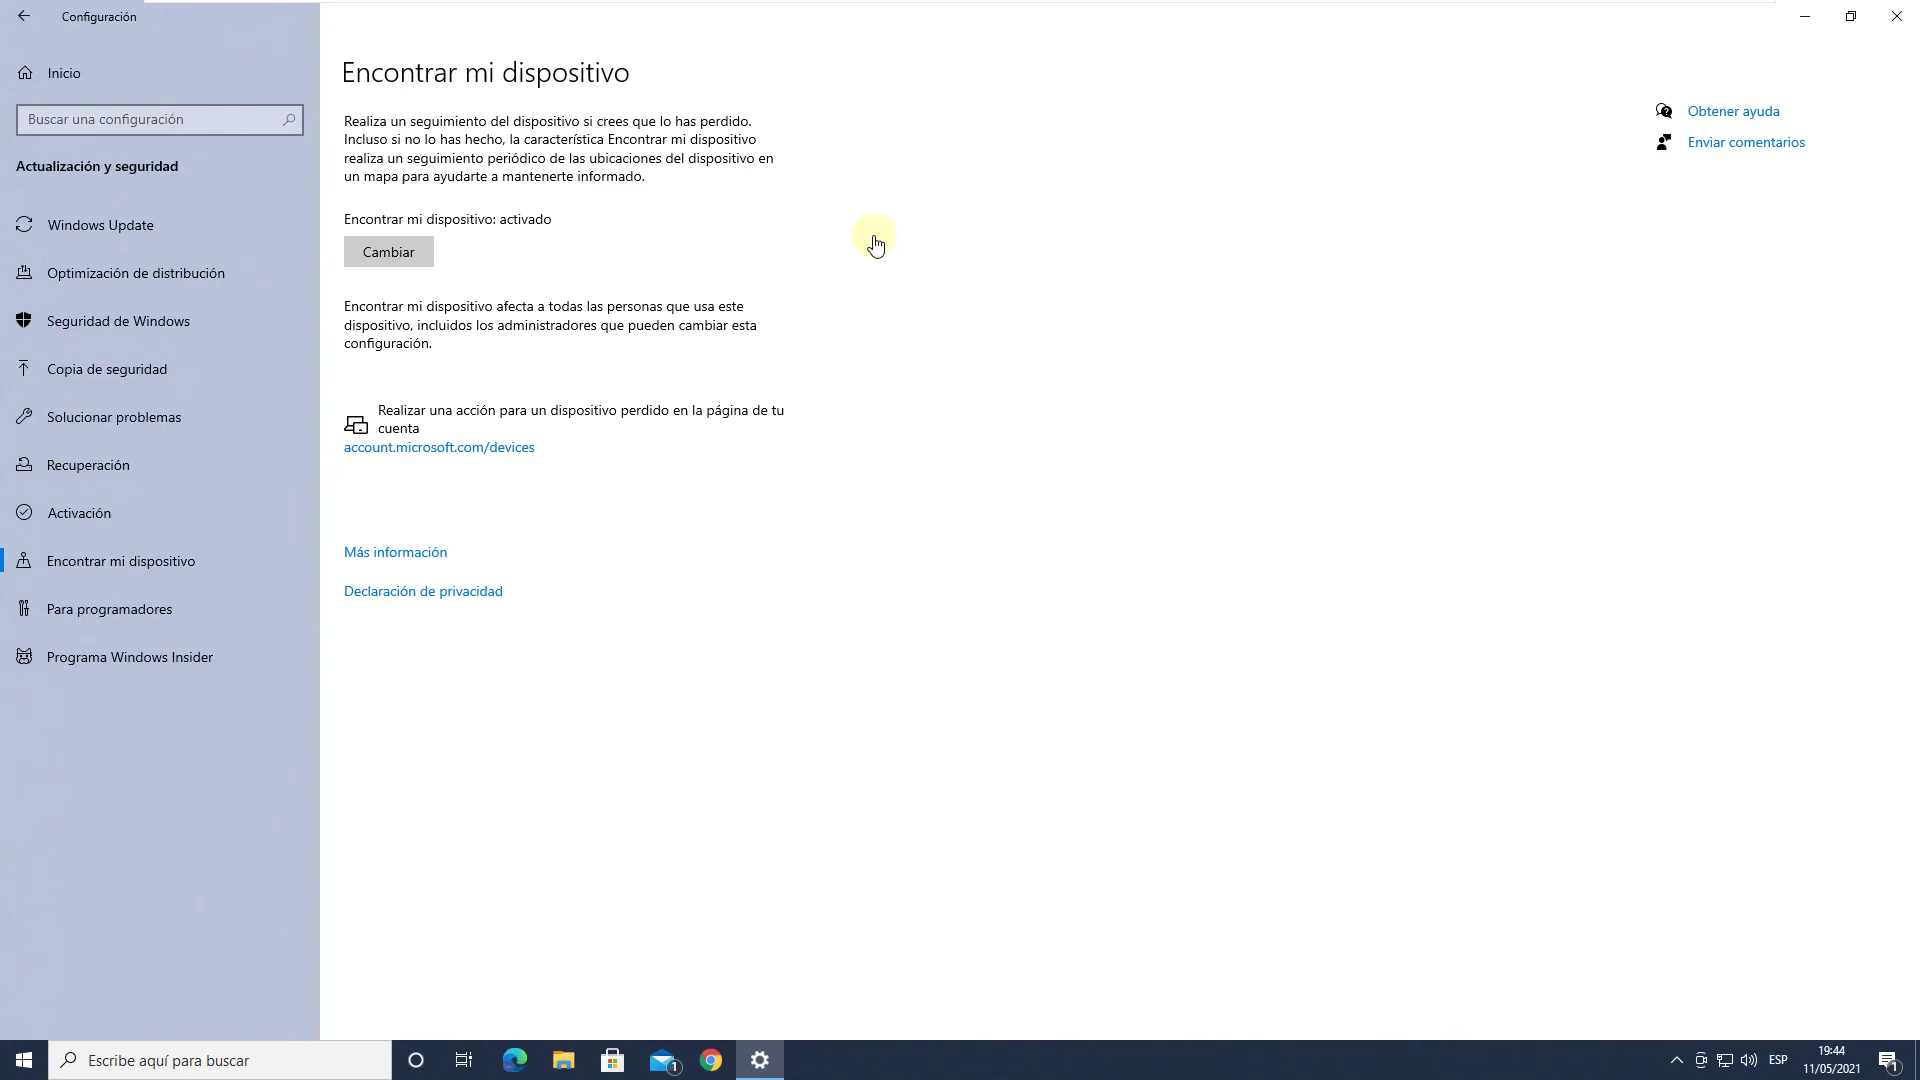 Configuración
Inicio
Buscar una configuración
Actualización y seguridad
Windows Update
Optimización de distribución
Seguridad de Windows
Copia de seguridad
Solucionar problemas
Recuperación
Activación
Encontrar mi dispositivo
Para programadores
Programa Windows Insider
Encontrar mi dispositivo
Realiza un seguimiento del dispositivo si crees que lo has perdido.
Incluso si no lo has hecho, la característica Encontrar mi dispositivo
realiza un seguimiento periódico de las ubicaciones del dispositivo en
un mapa para ayudarte a mantenerte informado.
Encontrar mi dispositivo: activado
Cambiar
Encontrar mi dispositivo afecta a todas las personas que usa este
dispositivo, incluidos los administradores que pueden cambiar esta
configuración.
Realizar una acción para un dispositivo perdido en la página de tu
cuenta
account.microsoft.com/devices
Más información
Declaración de privacidad
Obtener ayuda
Enviar comentarios
Escribe aquí para buscar
1
ESP
19:44
11/05/2021
1